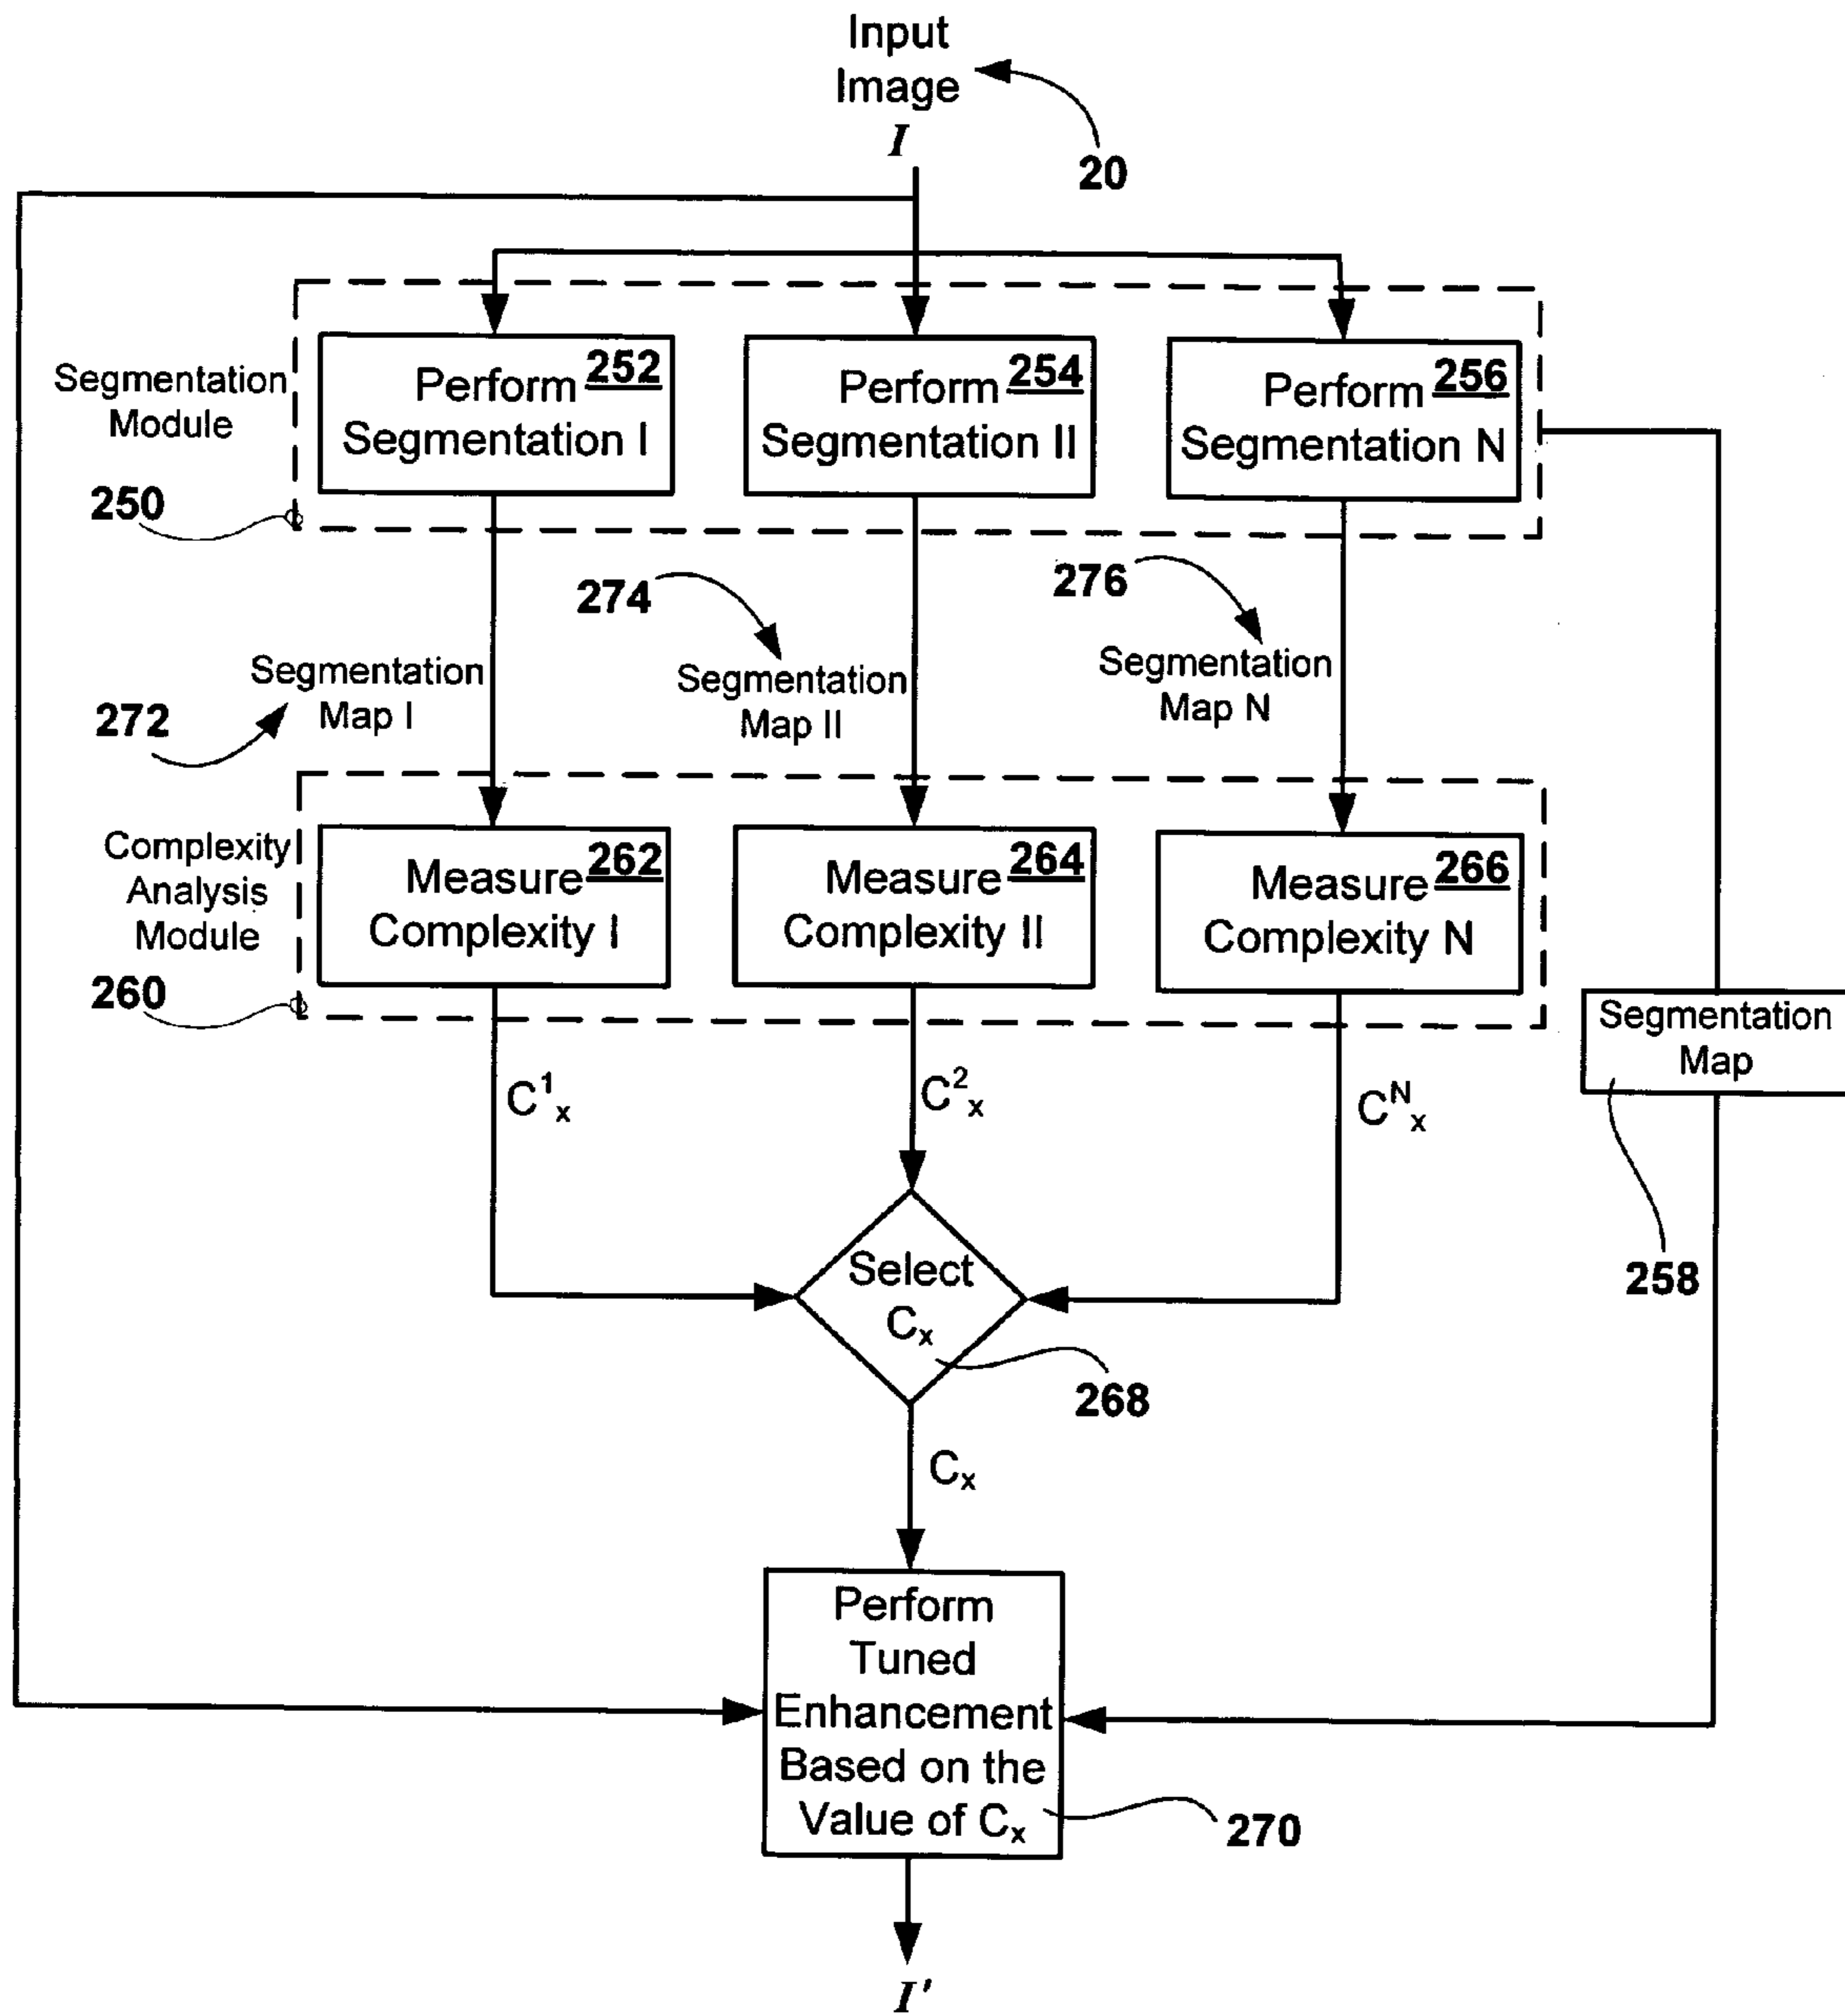 Input
Image
I
20
Segmentation
Module
250
Perform 252
Segmentation I
Perform 254
Segmentation II
Perform 256
Segmentation N
274
276
272
Segmentation
Map I
Segmentation
Map II
Segmentation
Map N
Complexity
Analysis
Module
260
Measure 262
Complexity I
Measure 264
Complexity II
Measure 266
Complexity N
Segmentation
Map
258
C¹ₓ
C²ₓ
Cᴺₓ
Select
Cₓ
268
Cₓ
Perform
Tuned
Enhancement
Based on the
Value of Cₓ
270
I'